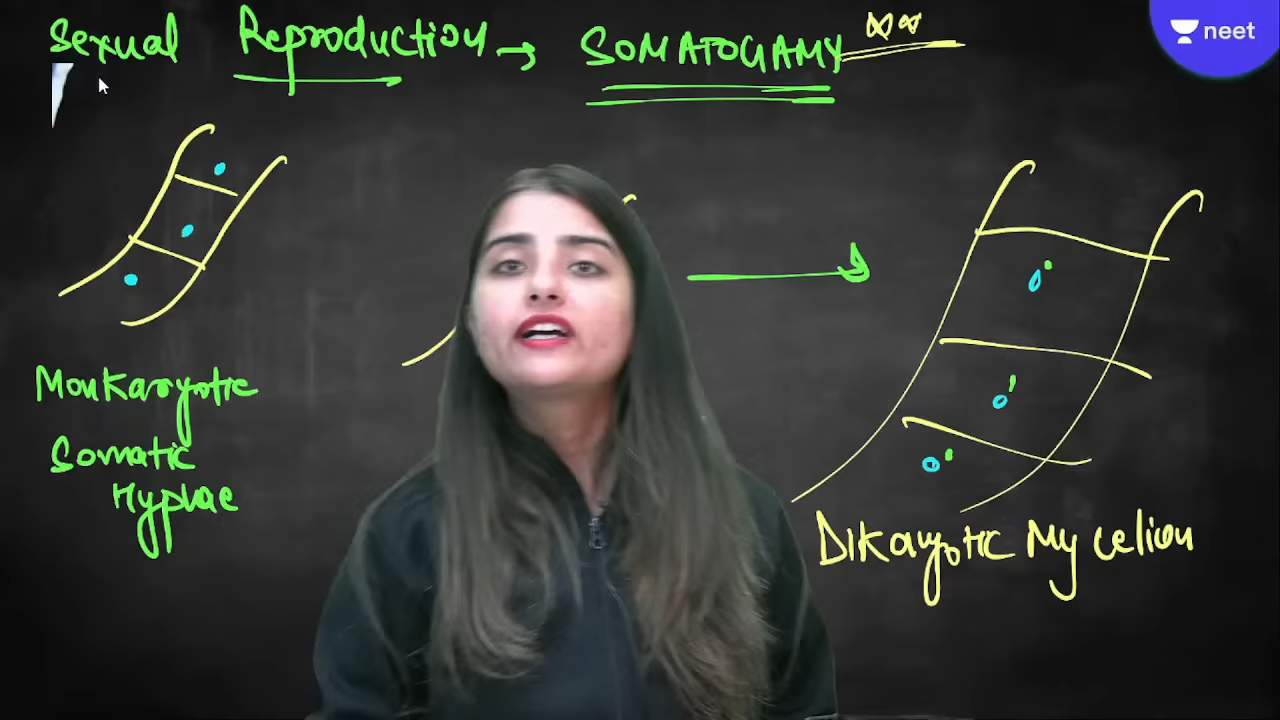 Sexual Reproduction → SOMATOGAMY
neet
Monkaryotic
Somatic
Hyphae
Dikaryotic Mycelium